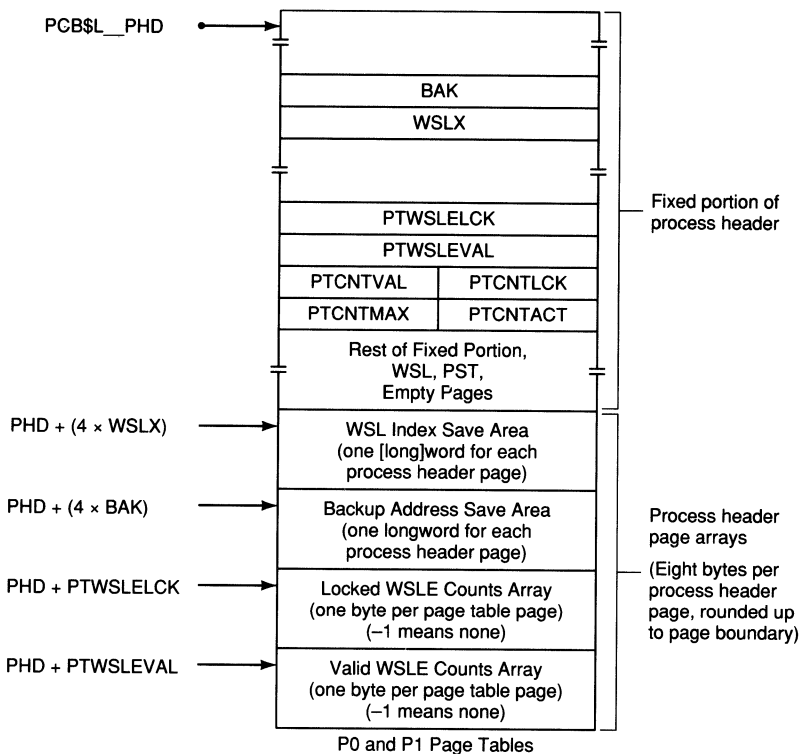 PCB$L__PHD
BAK
WSLX
PTWSLELCK
PTWSLEVAL
PTCNTVAL PTCNTLCK
PTCNTMAX PTCNTACT
Rest of Fixed Portion,
WSL, PST,
Empty Pages
Fixed portion of
process header
PHD + (4 × WSLX)
WSL Index Save Area
(one [long]word for each
process header page)
PHD + (4 × BAK)
Backup Address Save Area
(one longword for each
process header page)
PHD + PTWSLELCK
Locked WSLE Counts Array
(one byte per page table page)
(–1 means none)
PHD + PTWSLEVAL
Valid WSLE Counts Array
(one byte per page table page)
(–1 means none)
Process header
page arrays
(Eight bytes per
process header
page, rounded up
to page boundary)
P0 and P1 Page Tables